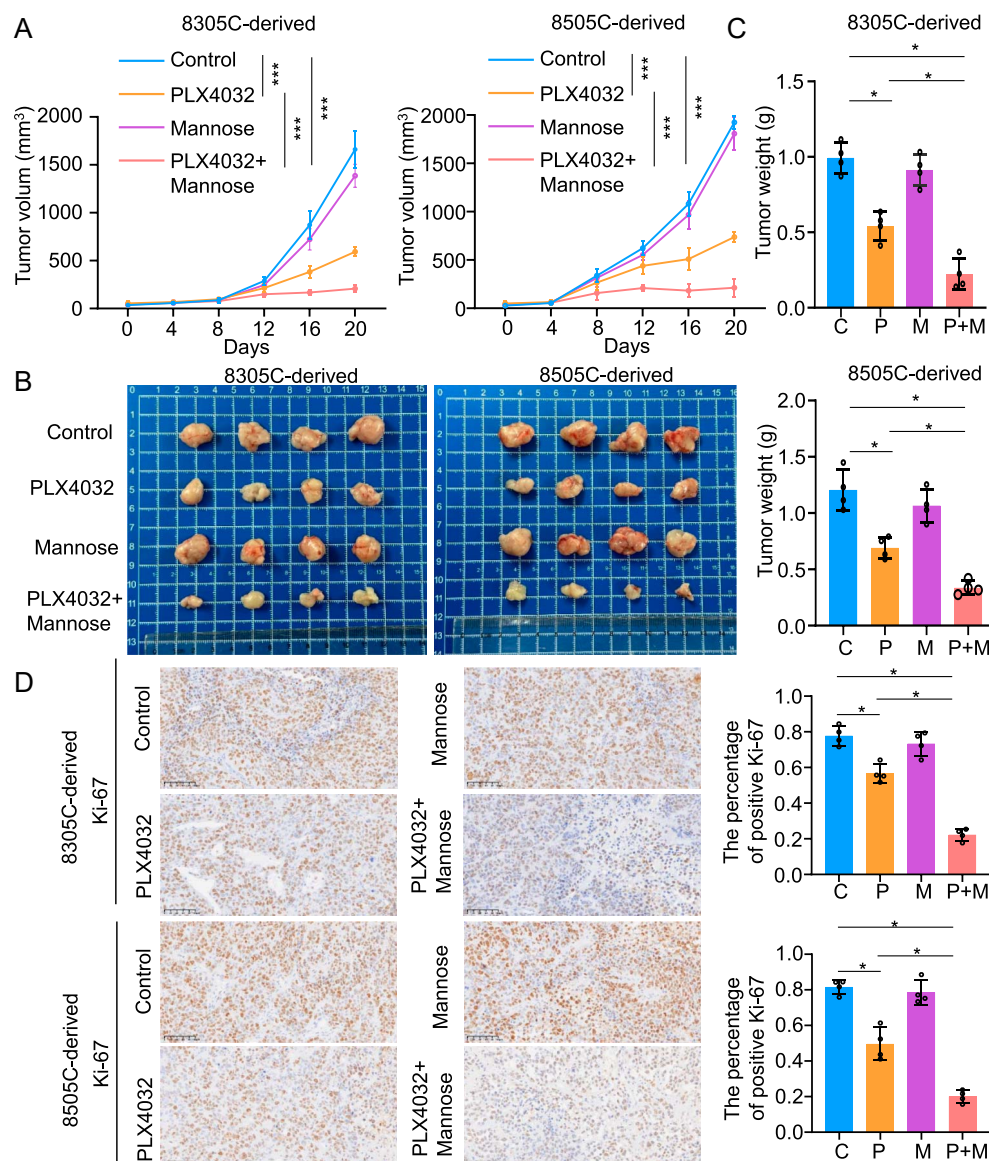 A
8305C-derived
Control
PLX4032
Mannose
PLX4032+
Mannose
***
***
***
Tumor volum (mm³)
2000
1500
1000
500
0
0 4 8 12 16 20
Days
8505C-derived
Control
PLX4032
Mannose
PLX4032+
Mannose
***
***
***
Tumor volum (mm³)
2000
1500
1000
500
0
0 4 8 12 16 20
Days
C
8305C-derived
*
*
*
Tumor weight (g)
1.5
1.0
0.5
0.0
C P M P+M
8505C-derived
*
*
*
Tumor weight (g)
2.0
1.5
1.0
0.5
0.0
C P M P+M
B
8305C-derived
8505C-derived
Control
PLX4032
Mannose
PLX4032+
Mannose
D
8305C-derived
Ki-67
Control
Mannose
PLX4032
PLX4032+
Mannose
8505C-derived
Ki-67
Control
Mannose
PLX4032
PLX4032+
Mannose
*
*
*
The percentage
of positive Ki-67
1.0
0.8
0.6
0.4
0.2
0.0
C P M P+M
*
*
*
The percentage
of positive Ki-67
1.0
0.8
0.6
0.4
0.2
0.0
C P M P+M